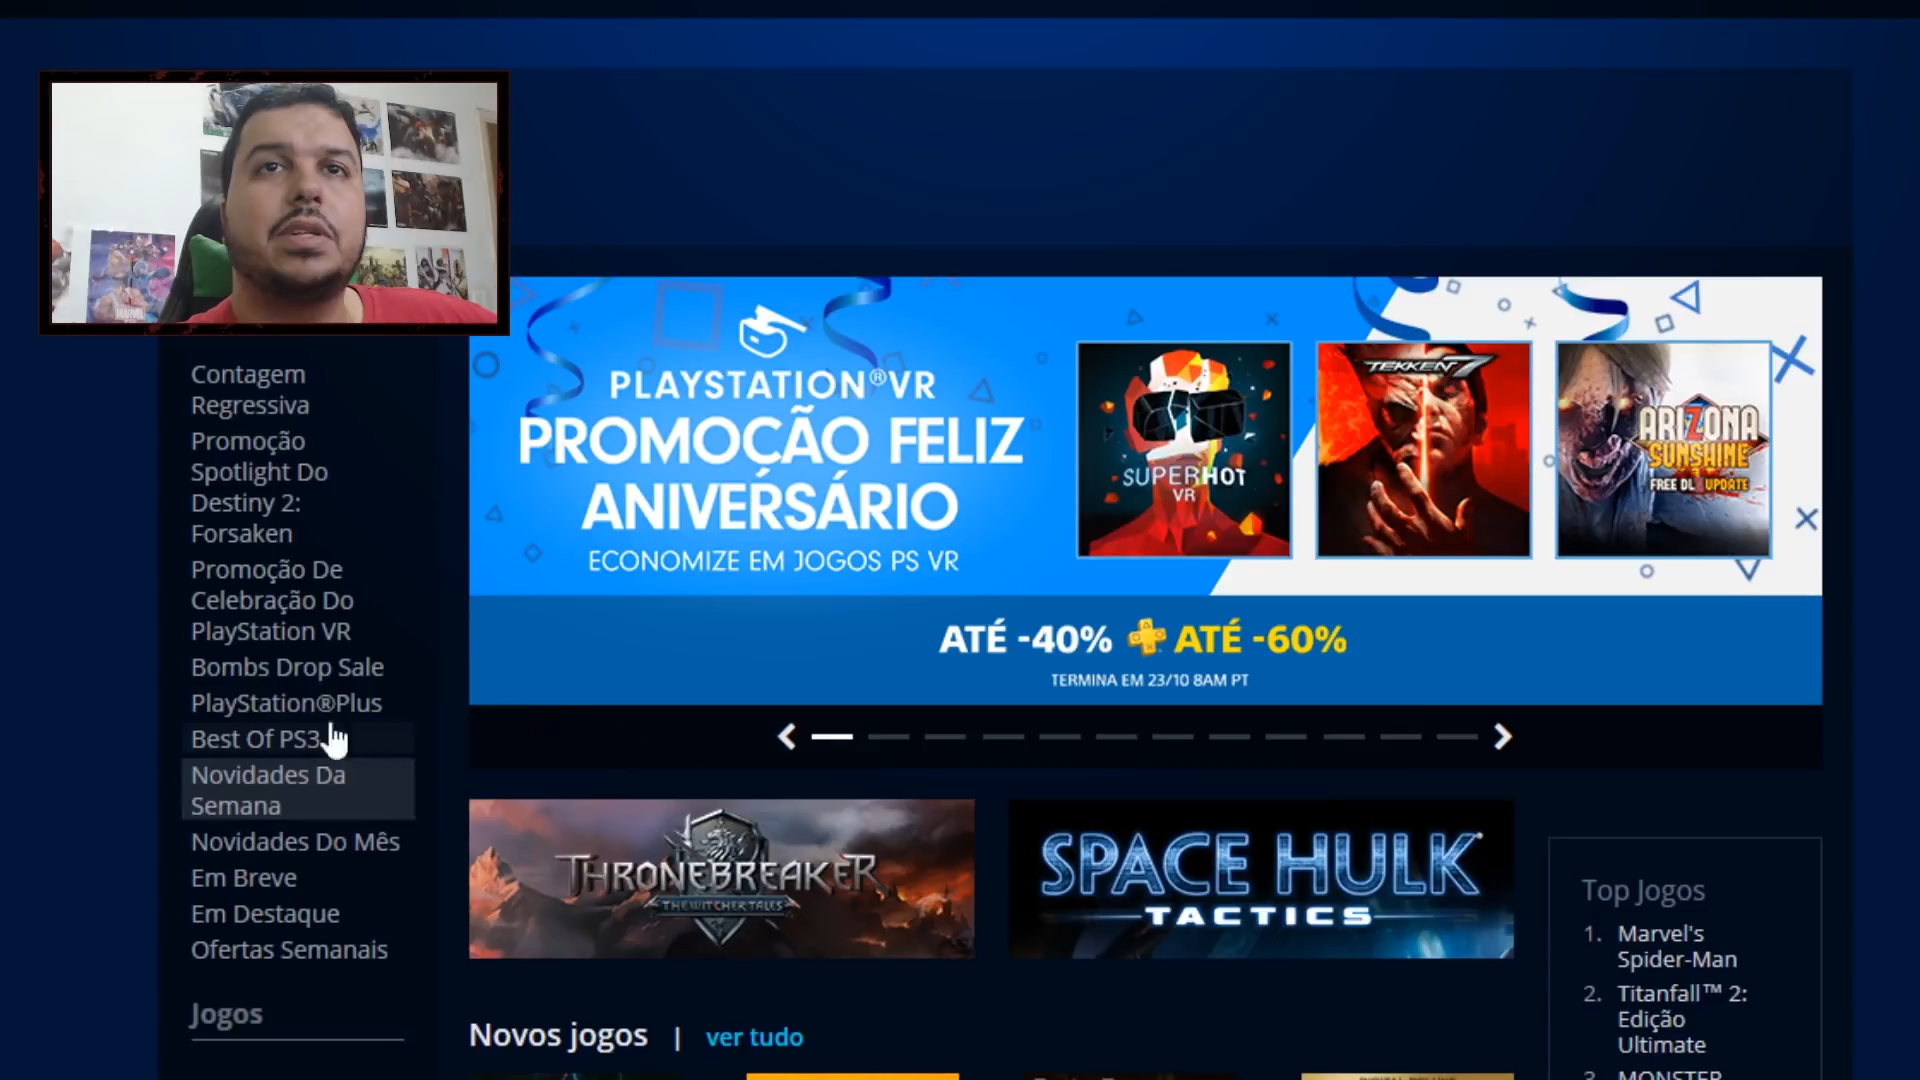 MARVEL
Contagem
Regressiva
Promoção
Spotlight Do
Destiny 2:
Forsaken
Promoção De
Celebração Do
PlayStation VR
Bombs Drop Sale
PlayStation®Plus
Best Of PS3
Novidades Da
Semana
Novidades Do Mês
Em Breve
Em Destaque
Ofertas Semanais
Jogos
PLAYSTATION®VR
PROMOÇÃO FELIZ
ANIVERSÁRIO
ECONOMIZE EM JOGOS PS VR
SUPERHOT
VR
TEKKEN 7
ARIZONA
SUNSHINE
FREE DLC UPDATE
ATÉ -40% ATÉ -60%
TERMINA EM 23/10 8AM PT
THRONEBREAKER
THE WITCHER TALES
SPACE HULK
TACTICS
Novos jogos | ver tudo
Top Jogos
1. Marvel's
Spider-Man
2. Titanfall™ 2:
Edição
Ultimate
3. MONSTER